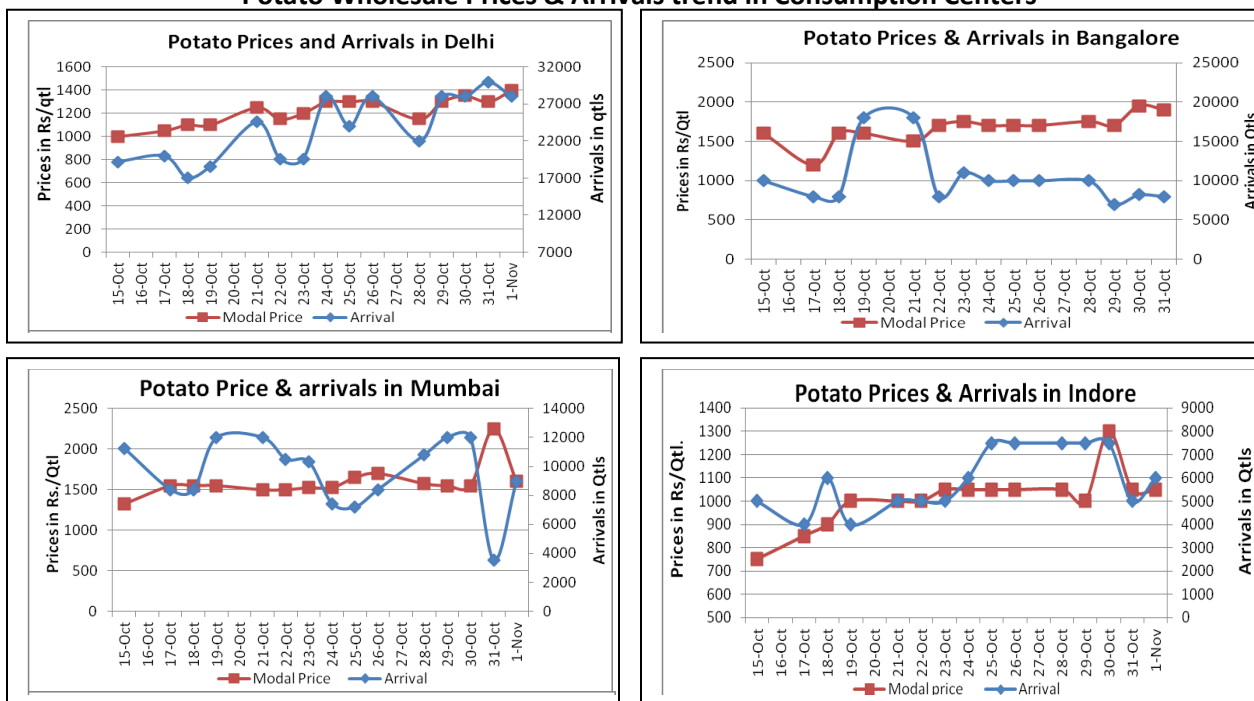 Potato Wholesale Prices & Arrivals trend in Consumption Centers
Potato Prices and Arrivals in Delhi
Prices in Rs/qtl
1600
1400
1200
1000
800
600
400
200
0
32000
27000
22000
17000
12000
7000
Arrivals in qtls
15-Oct
16-Oct
17-Oct
18-Oct
19-Oct
20-Oct
21-Oct
22-Oct
23-Oct
24-Oct
25-Oct
26-Oct
27-Oct
28-Oct
29-Oct
30-Oct
31-Oct
1-Nov
Modal Price Arrival
Potato Prices & Arrivals in Bangalore
Prices in Rs/Qtl
2500
2000
1500
1000
500
0
25000
20000
15000
10000
5000
0
Arrivals in Qtls
15-Oct
16-Oct
17-Oct
18-Oct
19-Oct
20-Oct
21-Oct
22-Oct
23-Oct
24-Oct
25-Oct
26-Oct
27-Oct
28-Oct
29-Oct
30-Oct
31-Oct
Modal Price Arrival
Potato Price & arrivals in Mumbai
Prices in Rs./Qtl
2500
2000
1500
1000
500
0
14000
12000
10000
8000
6000
4000
2000
0
Arrivals in Qtls
15-Oct
16-Oct
17-Oct
18-Oct
19-Oct
20-Oct
21-Oct
22-Oct
23-Oct
24-Oct
25-Oct
26-Oct
27-Oct
28-Oct
29-Oct
30-Oct
31-Oct
1-Nov
Modal Price Arrival
Potato Prices & Arrivals in Indore
Prices in Rs/Qtl.
1400
1300
1200
1100
1000
900
800
700
600
500
9000
8000
7000
6000
5000
4000
3000
2000
1000
0
Arrivals in Qtls
15-Oct
16-Oct
17-Oct
18-Oct
19-Oct
20-Oct
21-Oct
22-Oct
23-Oct
24-Oct
25-Oct
26-Oct
27-Oct
28-Oct
29-Oct
30-Oct
31-Oct
1-Nov
Modal price Arrival